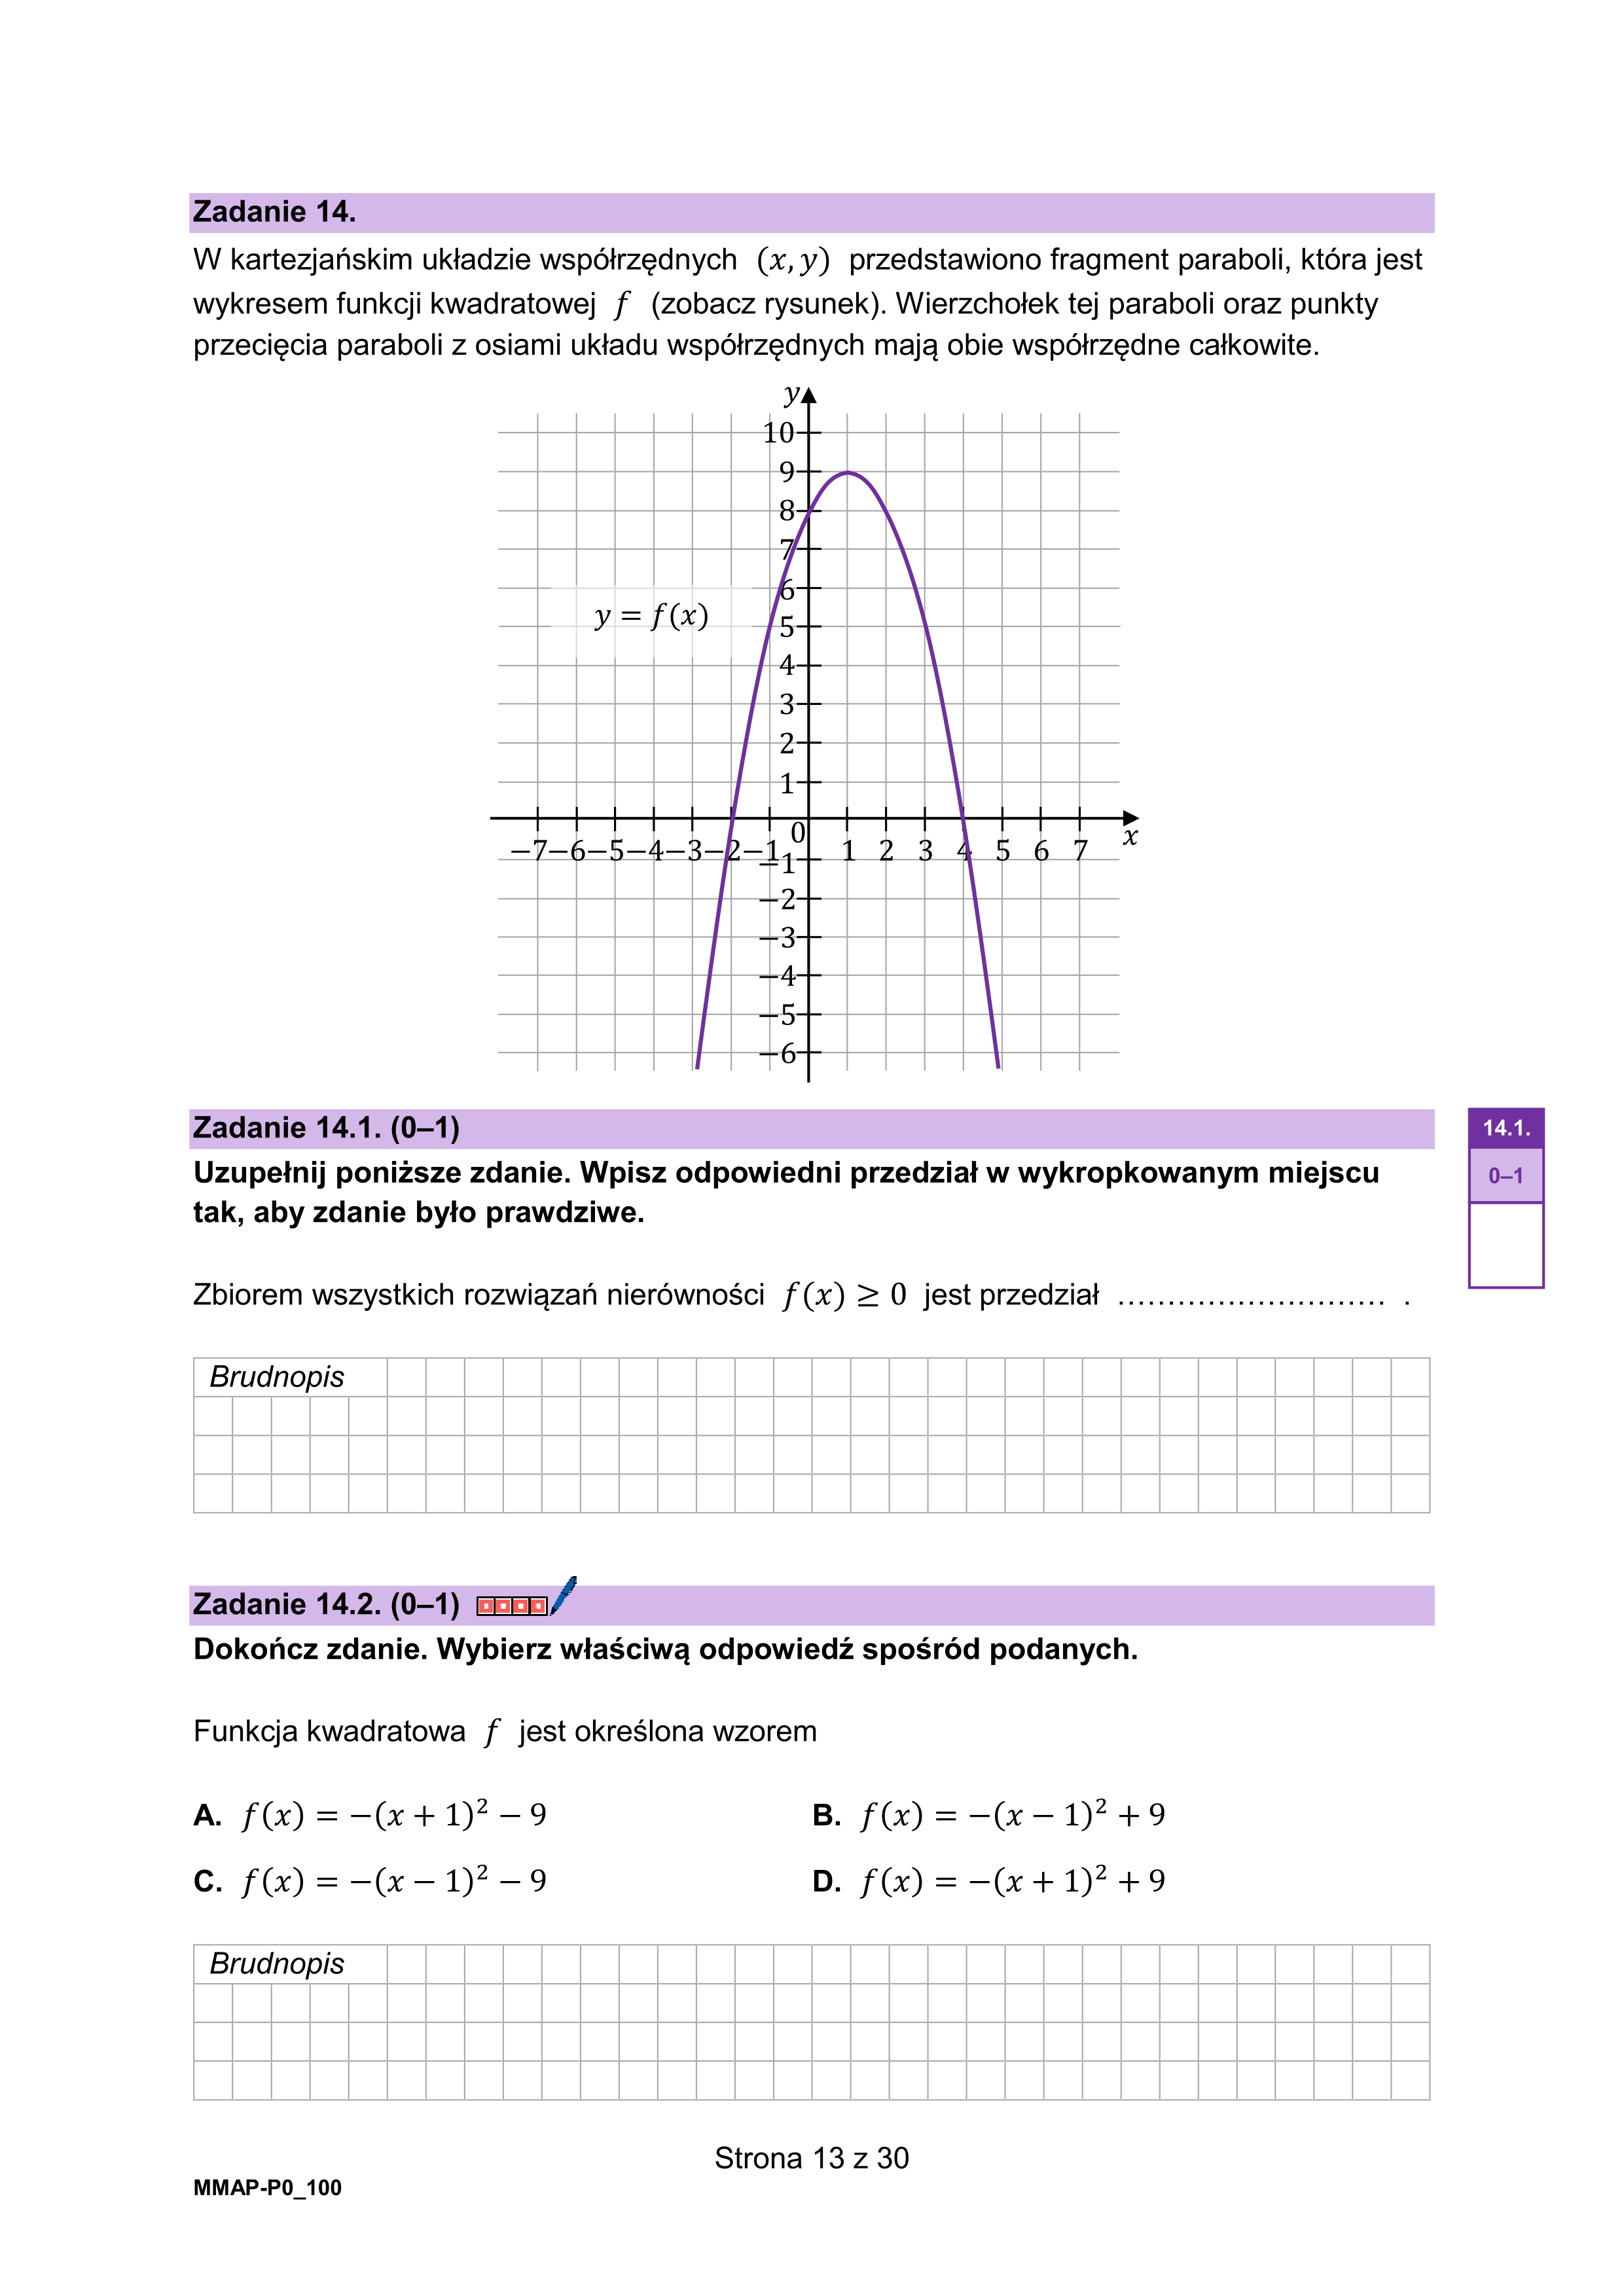 Zadanie 14.
W kartezjańskim układzie współrzędnych (x, y) przedstawiono fragment paraboli, która jest
wykresem funkcji kwadratowej f (zobacz rysunek). Wierzchołek tej paraboli oraz punkty
przecięcia paraboli z osiami układu współrzędnych mają obie współrzędne całkowite.
y
10
9
8
7
6
y = f(x)
5
4
3
2
1
0
x
−7 −6 −5 −4 −3 −2 −1 1 2 3 4 5 6 7
−1
−2
−3
−4
−5
−6
Zadanie 14.1. (0–1)
14.1.
0–1
Uzupełnij poniższe zdanie. Wpisz odpowiedni przedział w wykropkowanym miejscu
tak, aby zdanie było prawdziwe.
Zbiorem wszystkich rozwiązań nierówności f(x) ≥ 0 jest przedział ........................... .
Brudnopis
Zadanie 14.2. (0–1)
Dokończ zdanie. Wybierz właściwą odpowiedź spośród podanych.
Funkcja kwadratowa f jest określona wzorem
A. f(x) = −(x + 1)² − 9 B. f(x) = −(x − 1)² + 9
C. f(x) = −(x − 1)² − 9 D. f(x) = −(x + 1)² + 9
Brudnopis
Strona 13 z 30
MMAP-P0_100